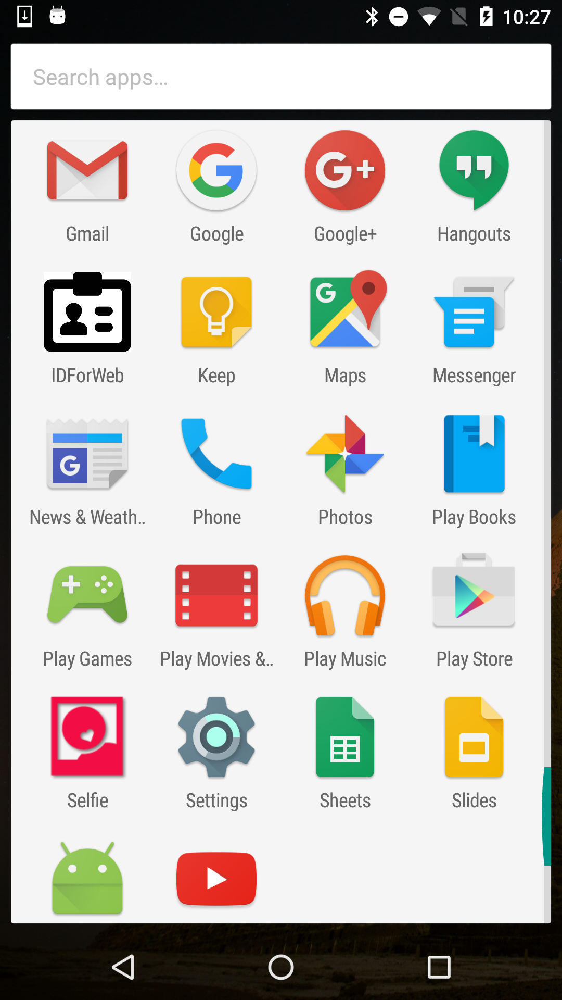 10:27
Search apps...
Gmail
Google
Google+
Hangouts
IDForWeb
Keep
Maps
Messenger
News & Weath..
Phone
Photos
Play Books
Play Games
Play Movies &..
Play Music
Play Store
Selfie
Settings
Sheets
Slides